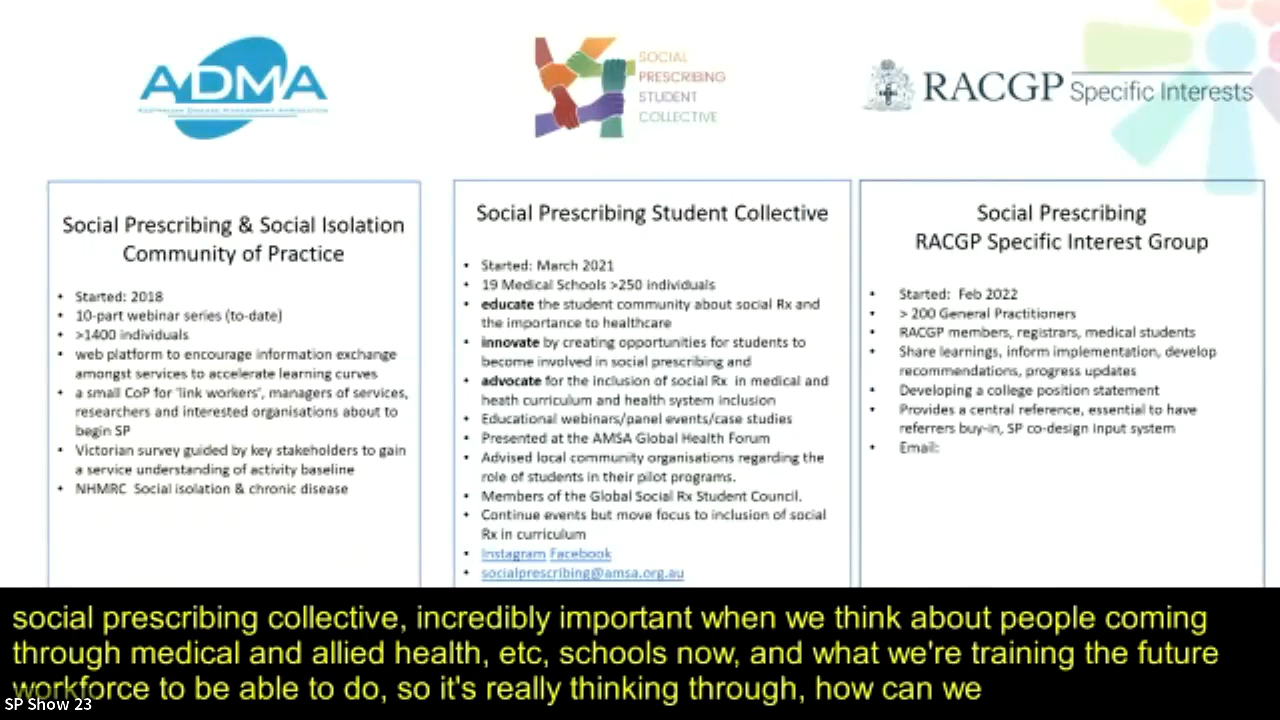 ADMA
AUSTRALIAN DISEASE MANAGEMENT ASSOCIATION
SOCIAL
PRESCRIBING
STUDENT
COLLECTIVE
RACGP Specific Interests
Social Prescribing & Social Isolation
Community of Practice
• Started: 2018
• 10-part webinar series (to-date)
• >1400 individuals
• web platform to encourage information exchange
amongst services to accelerate learning curves
• a small CoP for 'link workers', managers of services,
researchers and interested organisations about to
begin SP
• Victorian survey guided by key stakeholders to gain
a service understanding of activity baseline
• NHMRC Social isolation & chronic disease
Social Prescribing Student Collective
• Started: March 2021
• 19 Medical Schools >250 individuals
• educate the student community about social Rx and
the importance to healthcare
• innovate by creating opportunities for students to
become involved in social prescribing and
• advocate for the inclusion of social Rx in medical and
heath curriculum and health system inclusion
• Educational webinars/panel events/case studies
• Presented at the AMSA Global Health Forum
• Advised local community organisations regarding the
role of students in their pilot programs.
• Members of the Global Social Rx Student Council.
• Continue events but move focus to inclusion of social
Rx in curriculum
• Instagram Facebook
• socialprescribing@amsa.org.au
Social Prescribing
RACGP Specific Interest Group
• Started: Feb 2022
• > 200 General Practitioners
• RACGP members, registrars, medical students
• Share learnings, inform implementation, develop
recommendations, progress updates
• Developing a college position statement
• Provides a central reference, essential to have
referrers buy-in, SP co-design input system
• Email:
social prescribing collective, incredibly important when we think about people coming
through medical and allied health, etc, schools now, and what we're training the future
workforce to be able to do, so it's really thinking through, how can we
SP Show 23